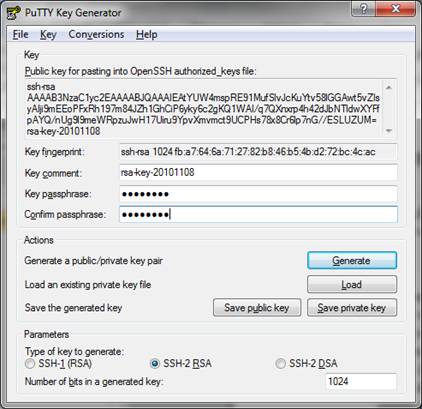 PuTTY Key Generator
File Key Conversions Help
Key
Public key for pasting into OpenSSH authorized_keys file:
ssh-rsa
AAAAB3NzaC1yc2EAAAABJQAAAIEAtYUW4mspRE91MufSlvJcKuYtv58IGGAwt5vZIs
yAlji9mEEoPFxRh197m84JZh1GhCiP6yky6c2gKQ1WAI/q7QXnxrp4h42dJbNTldwXYFf
pAYQ/nUg9I9meWRpzuJwH17Uiru9YpvXmvmct9UCPHs78x8Cr6lp7nG//ESLUZUM=
rsa-key-20101108
Key fingerprint: ssh-rsa 1024 fb:a7:64:6a:71:27:82:b8:46:b5:4b:d2:72:bc:4c:ac
Key comment: rsa-key-20101108
Key passphrase: ●●●●●●●●
Confirm passphrase: ●●●●●●●●
Actions
Generate a public/private key pair Generate
Load an existing private key file Load
Save the generated key Save public key Save private key
Parameters
Type of key to generate:
SSH-1 (RSA) SSH-2 RSA SSH-2 DSA
Number of bits in a generated key: 1024